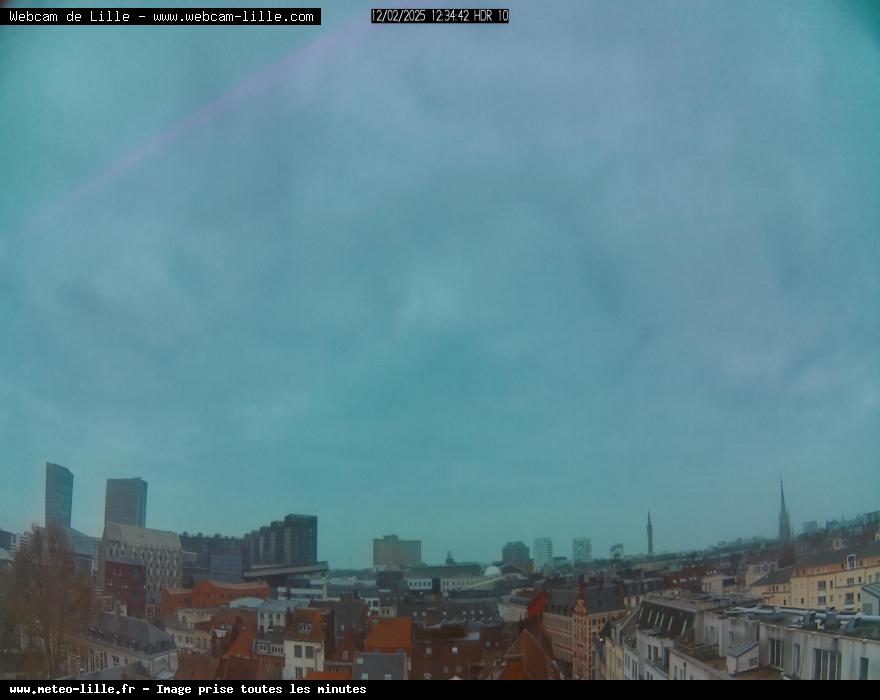 Webcam de Lille - www.webcam-lille.com
12/02/2025 12:34:42 HDR 10
www.meteo-lille.fr - Image prise toutes les minutes